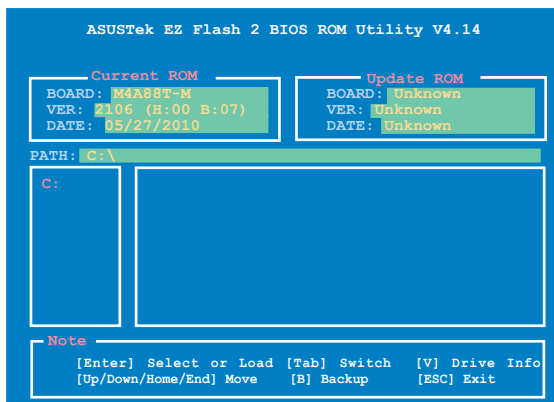 ASUSTek EZ Flash 2 BIOS ROM Utility V4.14
Current ROM
BOARD: M4A88T-M
VER: 2106 (H:00 B:07)
DATE: 05/27/2010
Update ROM
BOARD: Unknown
VER: Unknown
DATE: Unknown
PATH: C:\
C:
Note
[Enter] Select or Load [Tab] Switch [V] Drive Info
[Up/Down/Home/End] Move [B] Backup [ESC] Exit